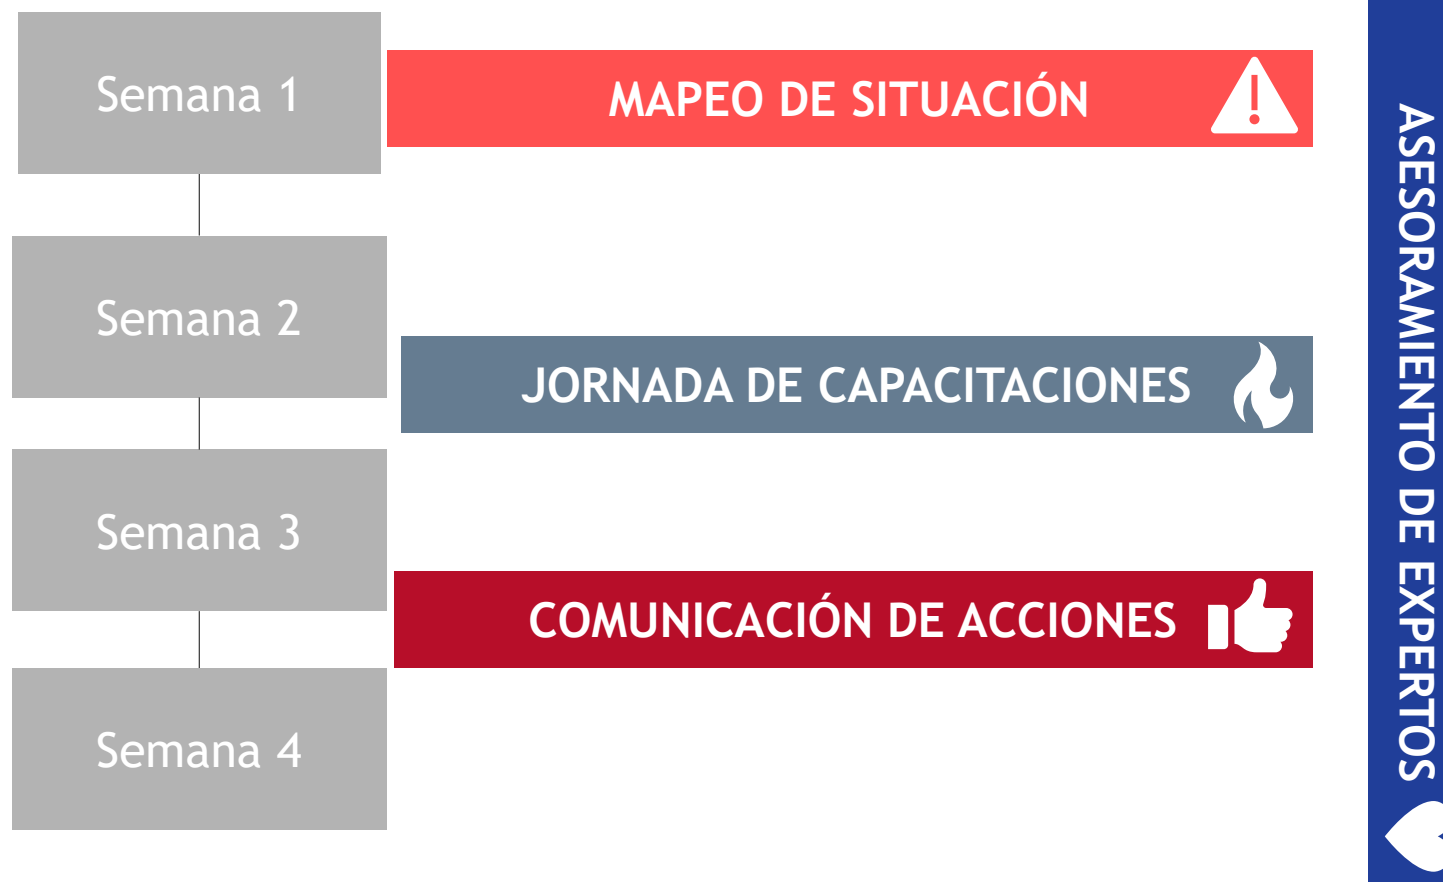 Semana 1
MAPEO DE SITUACIÓN
Semana 2
JORNADA DE CAPACITACIONES
Semana 3
COMUNICACIÓN DE ACCIONES
Semana 4
ASESORAMIENTO DE EXPERTOS